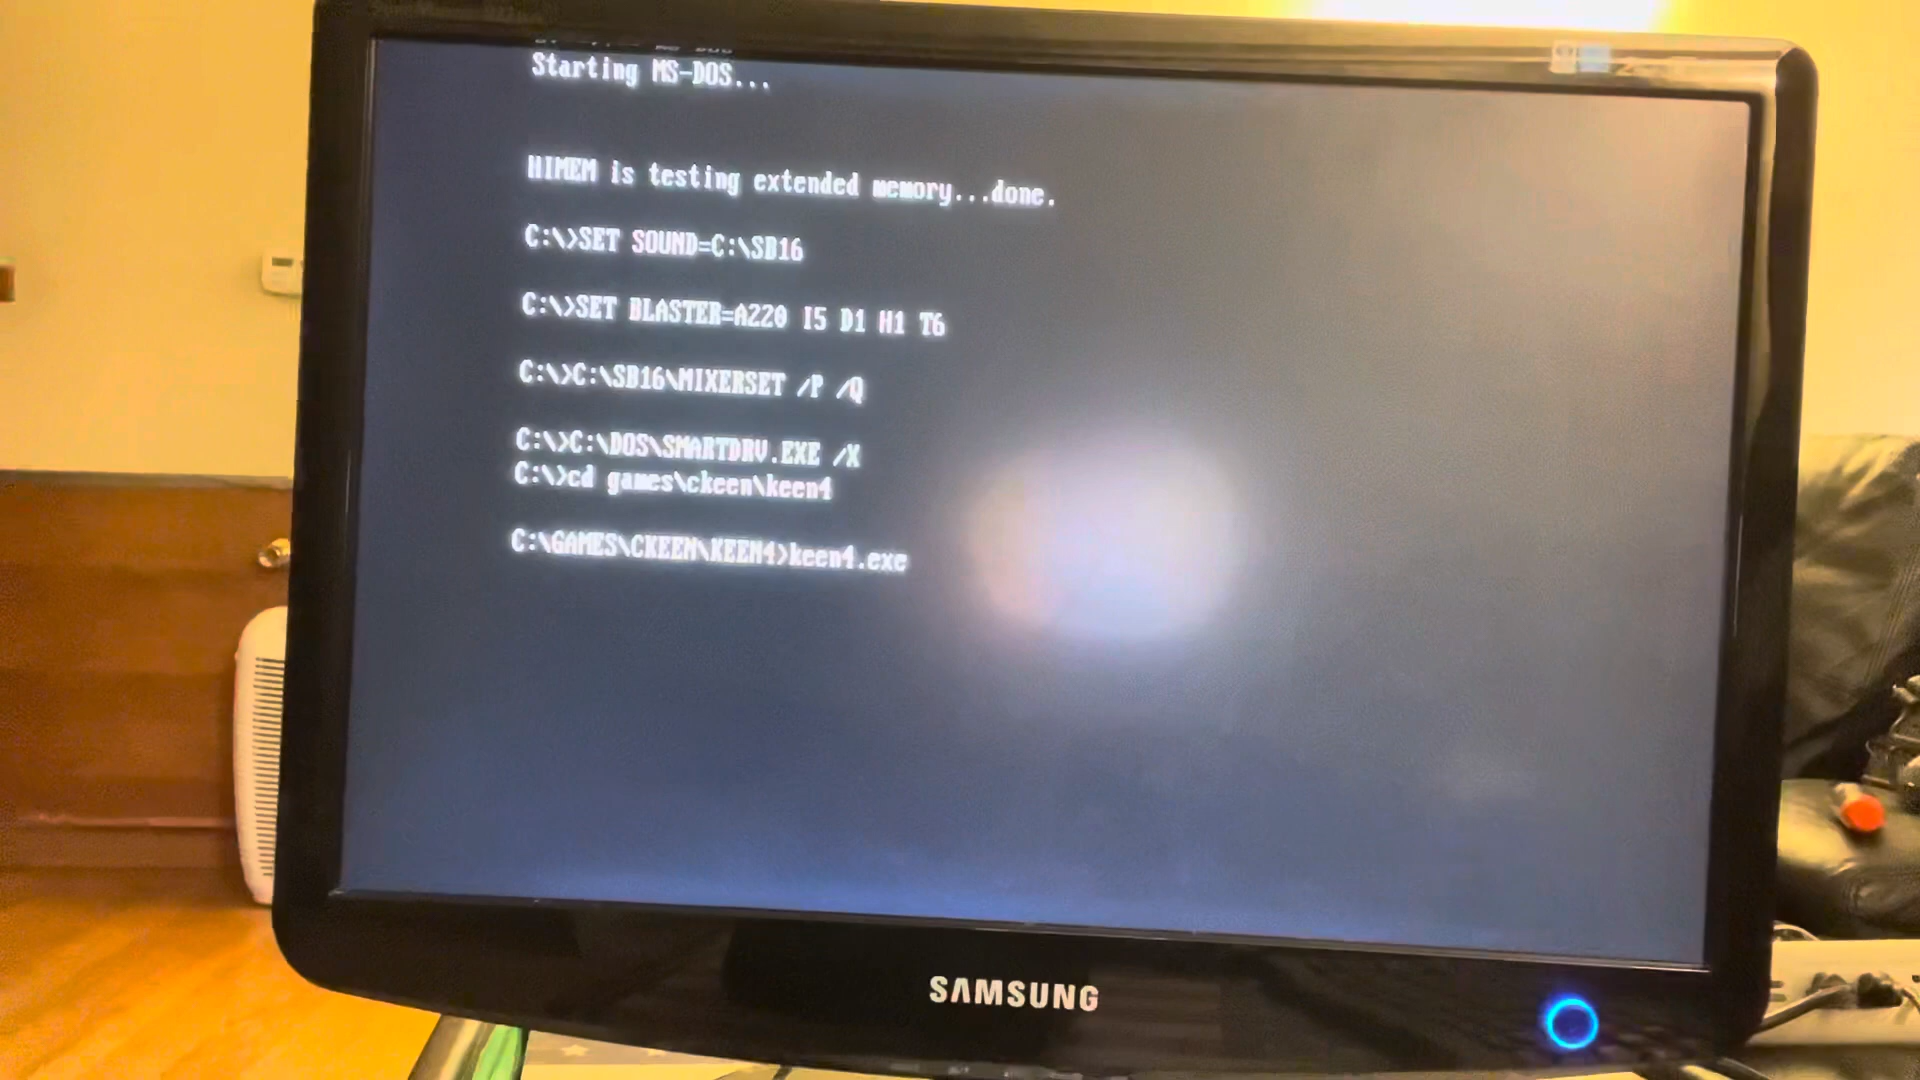 Starting MS-DOS...
HIMEM is testing extended memory...done.
C:\>SET SOUND=C:\SB16
C:\>SET BLASTER=A220 I5 D1 H1 T6
C:\>C:\SB16\MIXERSET /P /Q
C:\>C:\DOS\SMARTDRV.EXE /X
C:\>cd games\ckeen\keen4
C:\GAMES\CKEEN\KEEN4>keen4.exe
SAMSUNG